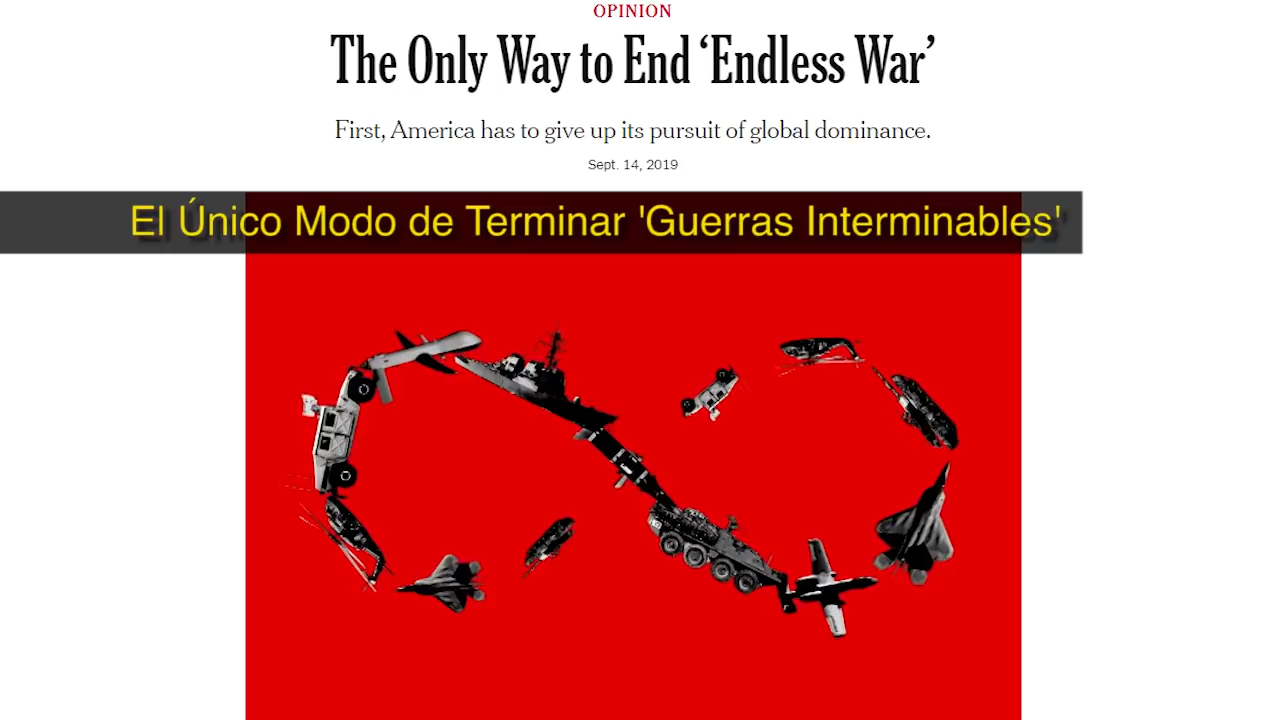 OPINION
The Only Way to End ‘Endless War’
First, America has to give up its pursuit of global dominance.
Sept. 14, 2019
El Único Modo de Terminar 'Guerras Interminables'